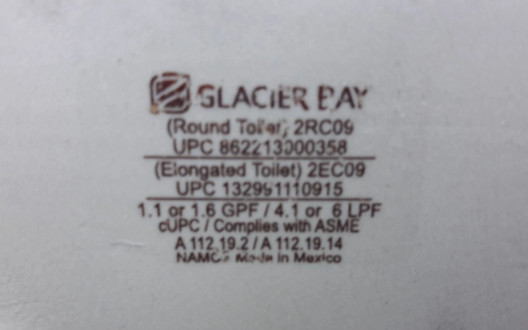 GLACIER BAY
(Round Toilet) 2RC09
UPC 862213000358
(Elongated Toilet) 2EC09
UPC 132991110915
1.1 or 1.6 GPF / 4.1 or 6 LPF
cUPC / Complies with ASME
A 112.19.2 / A 112.19.14
Made in Mexico